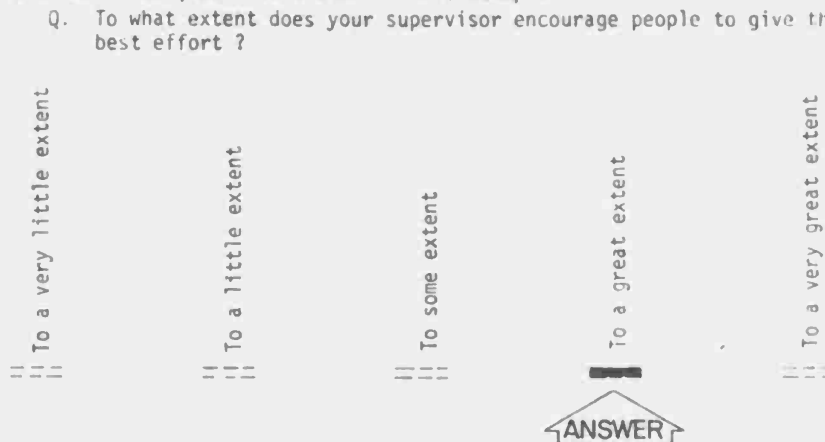 Q. To what extent does your supervisor encourage people to give
best effort ?
To a very little extent
To a little extent
To some extent
To a great extent
To a very great extent
ANSWER